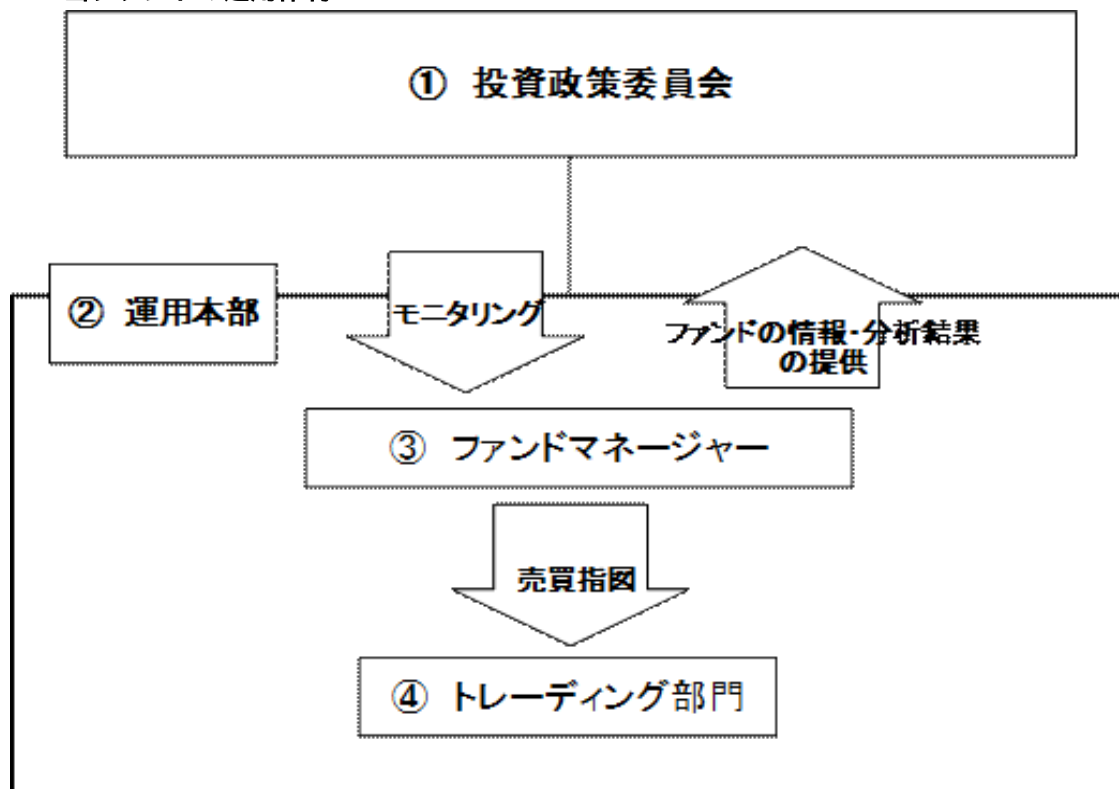 ① 投資政策委員会
② 運用本部
モニタリング
ファンドの情報・分析結果
の提供
③ ファンドマネージャー
売買指図
④ トレーディング部門